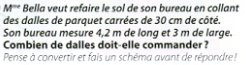 Mme Bella veut refaire le sol de son bureau en collant
des dalles de parquet carrées de 30 cm de côté.
Son bureau mesure 4,2 m de long et 3 m de large.
Combien de dalles doit-elle commander ?
Pense à convertir et fais un schéma avant de répondre !